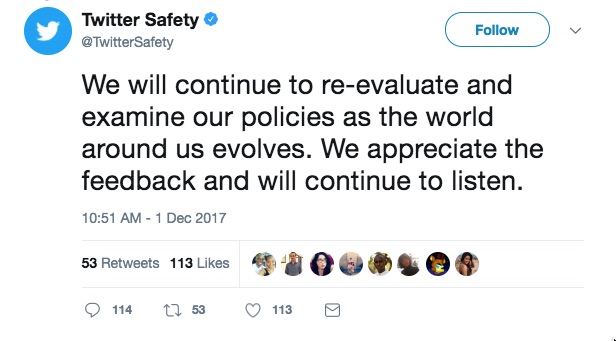 Twitter Safety
@TwitterSafety
Follow
We will continue to re-evaluate and
examine our policies as the world
around us evolves. We appreciate the
feedback and will continue to listen.
10:51 AM - 1 Dec 2017
53 Retweets 113 Likes
114 53 113